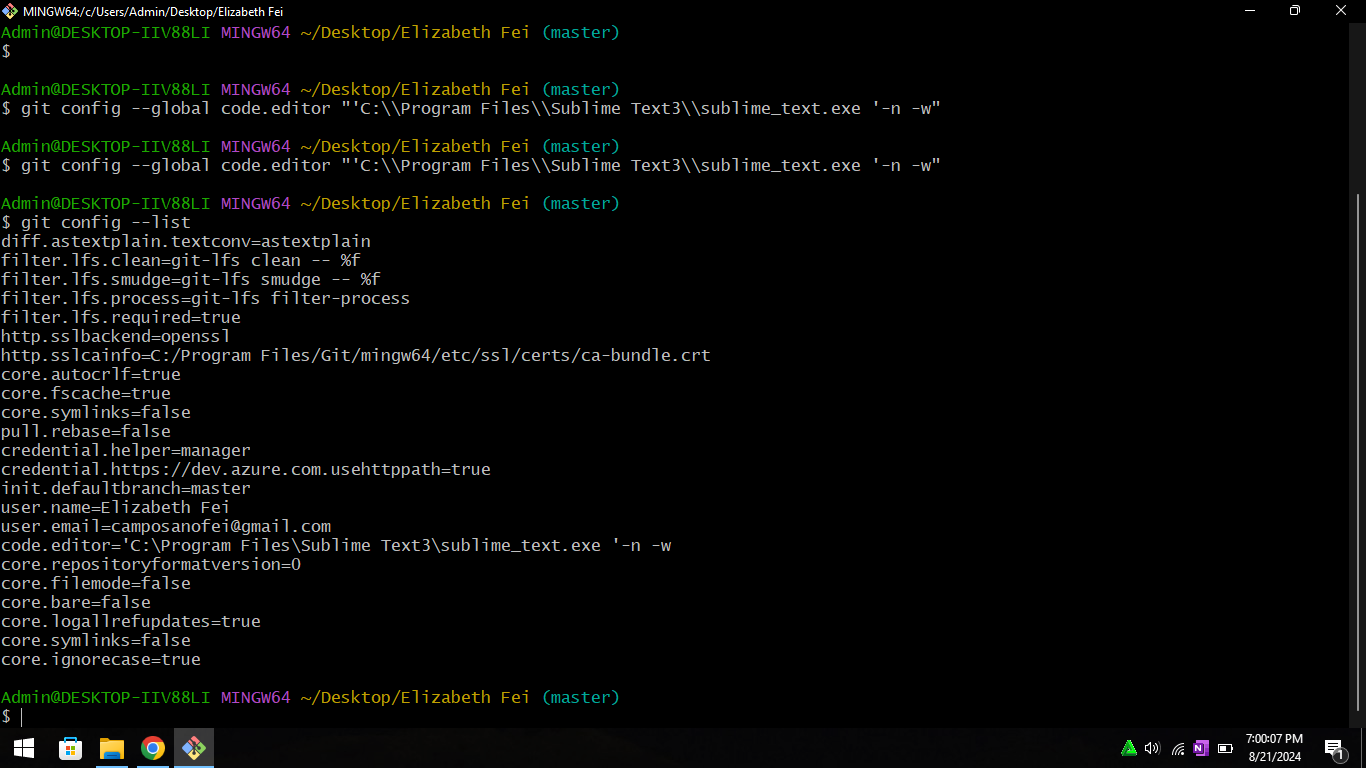 MINGW64:/c/Users/Admin/Desktop/Elizabeth Fei
Admin@DESKTOP-IIV88LI MINGW64 ~/Desktop/Elizabeth Fei (master)
$
Admin@DESKTOP-IIV88LI MINGW64 ~/Desktop/Elizabeth Fei (master)
$ git config --global code.editor "'C:\\Program Files\\Sublime Text3\\sublime_text.exe '-n -w"
Admin@DESKTOP-IIV88LI MINGW64 ~/Desktop/Elizabeth Fei (master)
$ git config --global code.editor "'C:\\Program Files\\Sublime Text3\\sublime_text.exe '-n -w"
Admin@DESKTOP-IIV88LI MINGW64 ~/Desktop/Elizabeth Fei (master)
$ git config --list
diff.astextplain.textconv=astextplain
filter.lfs.clean=git-lfs clean -- %f
filter.lfs.smudge=git-lfs smudge -- %f
filter.lfs.process=git-lfs filter-process
filter.lfs.required=true
http.sslbackend=openssl
http.sslcainfo=C:/Program Files/Git/mingw64/etc/ssl/certs/ca-bundle.crt
core.autocrlf=true
core.fscache=true
core.symlinks=false
pull.rebase=false
credential.helper=manager
credential.https://dev.azure.com.usehttppath=true
init.defaultbranch=master
user.name=Elizabeth Fei
user.email=camposanofei@gmail.com
code.editor='C:\Program Files\Sublime Text3\sublime_text.exe '-n -w
core.repositoryformatversion=0
core.filemode=false
core.bare=false
core.logallrefupdates=true
core.symlinks=false
core.ignorecase=true
Admin@DESKTOP-IIV88LI MINGW64 ~/Desktop/Elizabeth Fei (master)
$
N
7:00:07 PM
8/21/2024
1